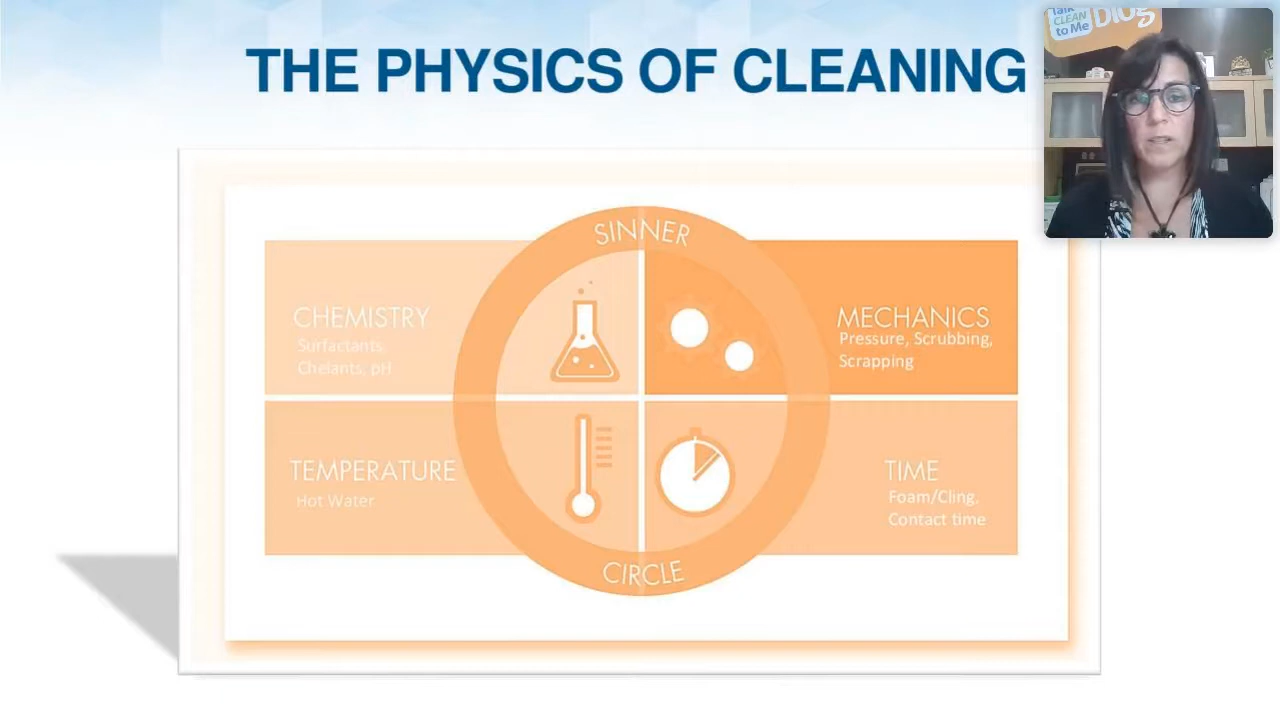 THE PHYSICS OF CLEANING
Talk
CLEAN
to Me
Blog
SINNER
CHEMISTRY
Surfactants,
Chelants, pH
MECHANICS
Pressure, Scrubbing,
Scrapping
TEMPERATURE
Hot Water
TIME
Foam/Cling,
Contact time
CIRCLE